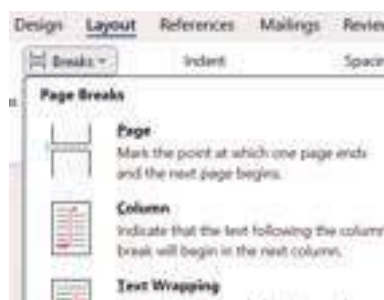 Design Layout References Mailings Review
Breaks Indent Spacin
Page Breaks
Page
Mark the point at which one page ends
and the next page begins.
Column
Indicate that the text following the column
break will begin in the next column.
Text Wrapping